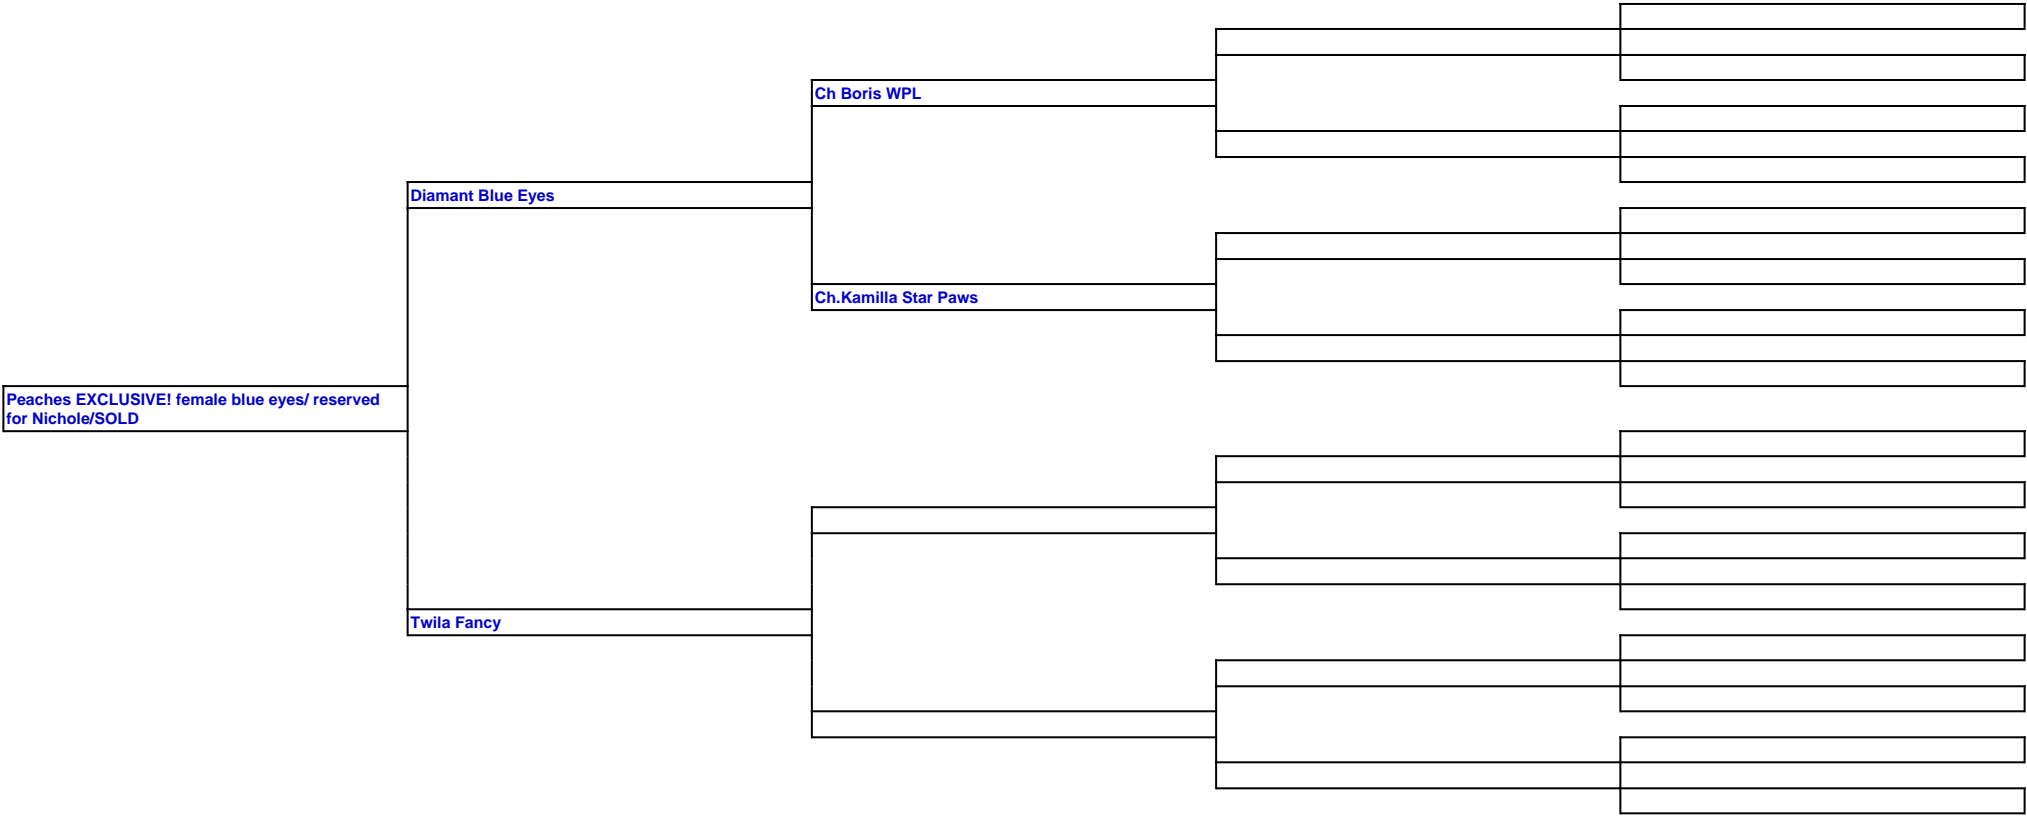 Ch Boris WPL
Diamant Blue Eyes
Ch.Kamilla Star Paws
Peaches EXCLUSIVE! female blue eyes/ reserved
for Nichole/SOLD
Twila Fancy